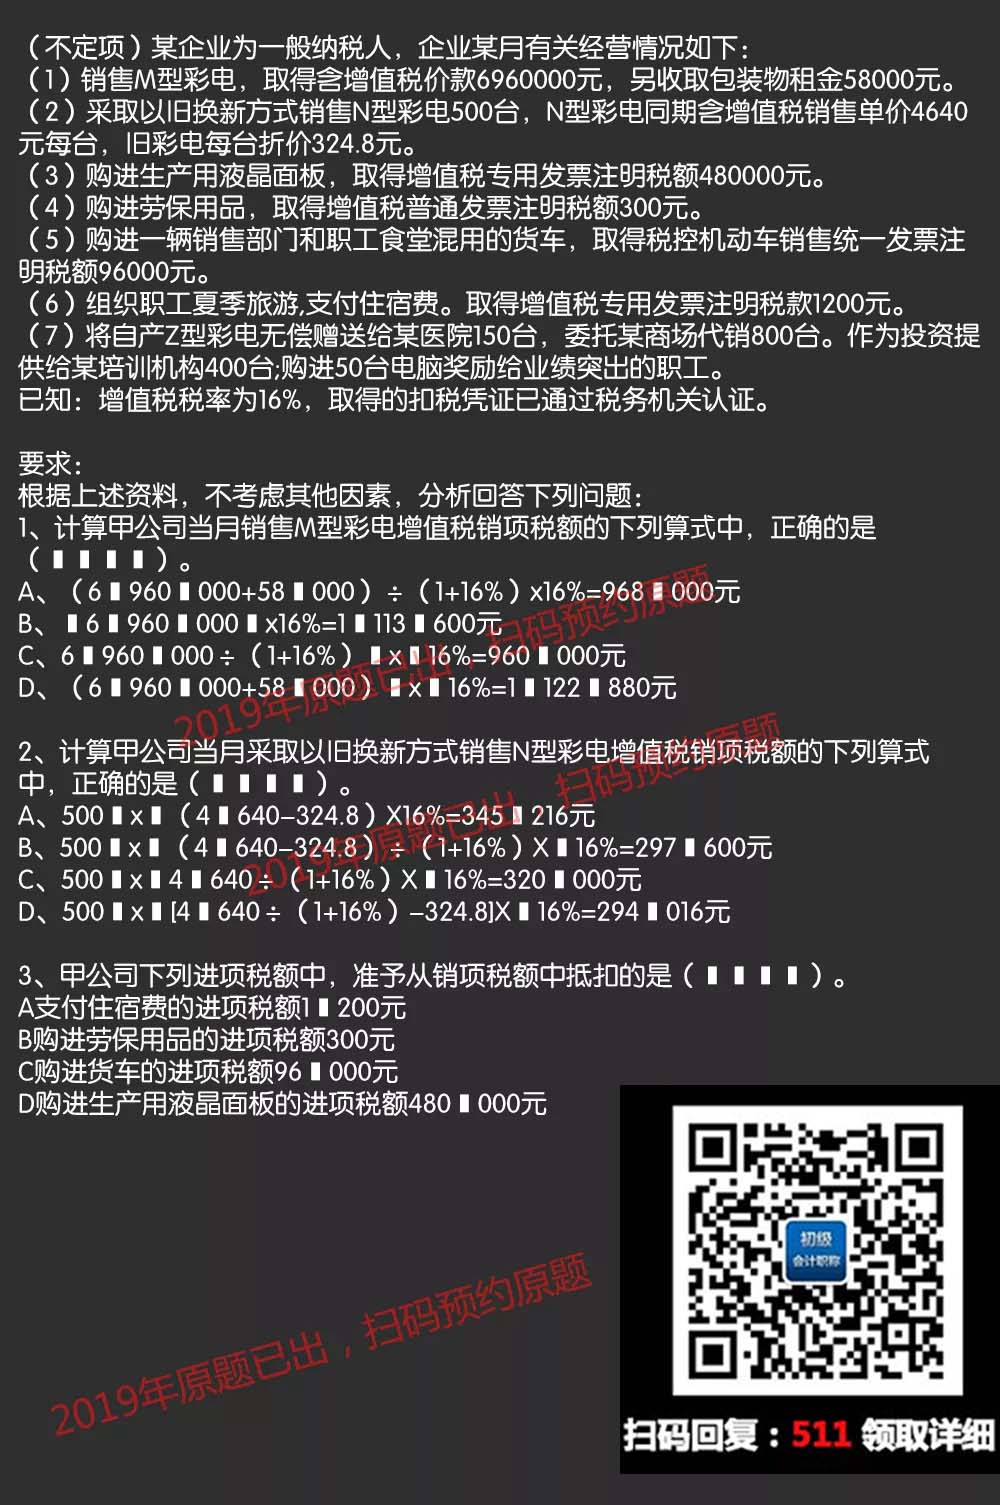 （不定项）某企业为一般纳税人，企业某月有关经营情况如下：
（1）销售M型彩电，取得含增值税价款6960000元，另收取包装物租金58000元。
（2）采取以旧换新方式销售N型彩电500台，N型彩电同期含增值税销售单价4640
元每台，旧彩电每台折价324.8元。
（3）购进生产用液晶面板，取得增值税专用发票注明税额480000元。
（4）购进劳保用品，取得增值税普通发票注明税额300元。
（5）购进一辆销售部门和职工食堂混用的货车，取得税控机动车销售统一发票注
明税额96000元。
（6）组织职工夏季旅游,支付住宿费。取得增值税专用发票注明税款1200元。
（7）将自产Z型彩电无偿赠送给某医院150台，委托某商场代销800台。作为投资提
供给某培训机构400台;购进50台电脑奖励给业绩突出的职工。
已知：增值税税率为16%，取得的扣税凭证已通过税务机关认证。
要求：
根据上述资料，不考虑其他因素，分析回答下列问题：
1、计算甲公司当月销售M型彩电增值税销项税额的下列算式中，正确的是
（▮▮▮▮）。
A、（6▮960▮000+58▮000）÷（1+16%）x16%=968▮000元
B、▮6▮960▮000▮x16%=1▮113▮600元
C、6▮960▮000÷（1+16%）▮x▮16%=960▮000元
D、（6▮960▮000+58▮000）▮x▮16%=1▮122▮880元
2019年原题已出，扫码预约原题
2、计算甲公司当月采取以旧换新方式销售N型彩电增值税销项税额的下列算式
中，正确的是（▮▮▮▮）。
A、500▮x▮（4▮640-324.8）X16%=345▮216元
B、500▮x▮（4▮640-324.8）÷（1+16%）X▮16%=297▮600元
C、500▮x▮4▮640÷（1+16%）X▮16%=320▮000元
D、500▮x▮[4▮640÷（1+16%）-324.8]X▮16%=294▮016元
2019年原题已出，扫码预约原题
3、甲公司下列进项税额中，准予从销项税额中抵扣的是（▮▮▮▮）。
A支付住宿费的进项税额1▮200元
B购进劳保用品的进项税额300元
C购进货车的进项税额96▮000元
D购进生产用液晶面板的进项税额480▮000元
初级
会计职称
2019年原题已出，扫码预约原题
扫码回复：511 领取详细